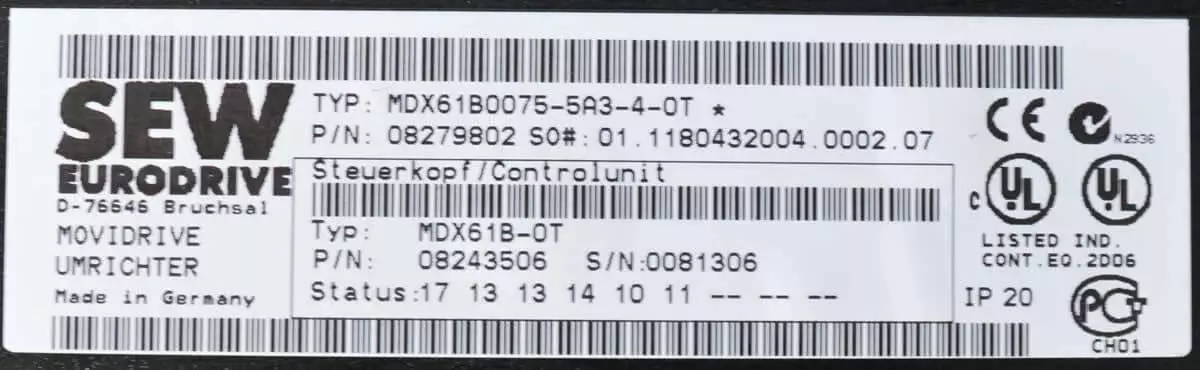 SEW
EURODRIVE
D-76646 Bruchsal
MOVIDRIVE
UMRICHTER
Made in Germany
TYP: MDX61B0075-5A3-4-0T *
P/N: 08279802 SO#: 01.1180432004.0002.07
Steuerkopf/Controlunit
Typ: MDX61B-0T
P/N: 08243506 S/N:0081306
Status:17 13 13 14 10 11 -- -- --
CE N2936
c UL UL
LISTED IND.
CONT.EQ.2D06
IP 20
PCT
CH01